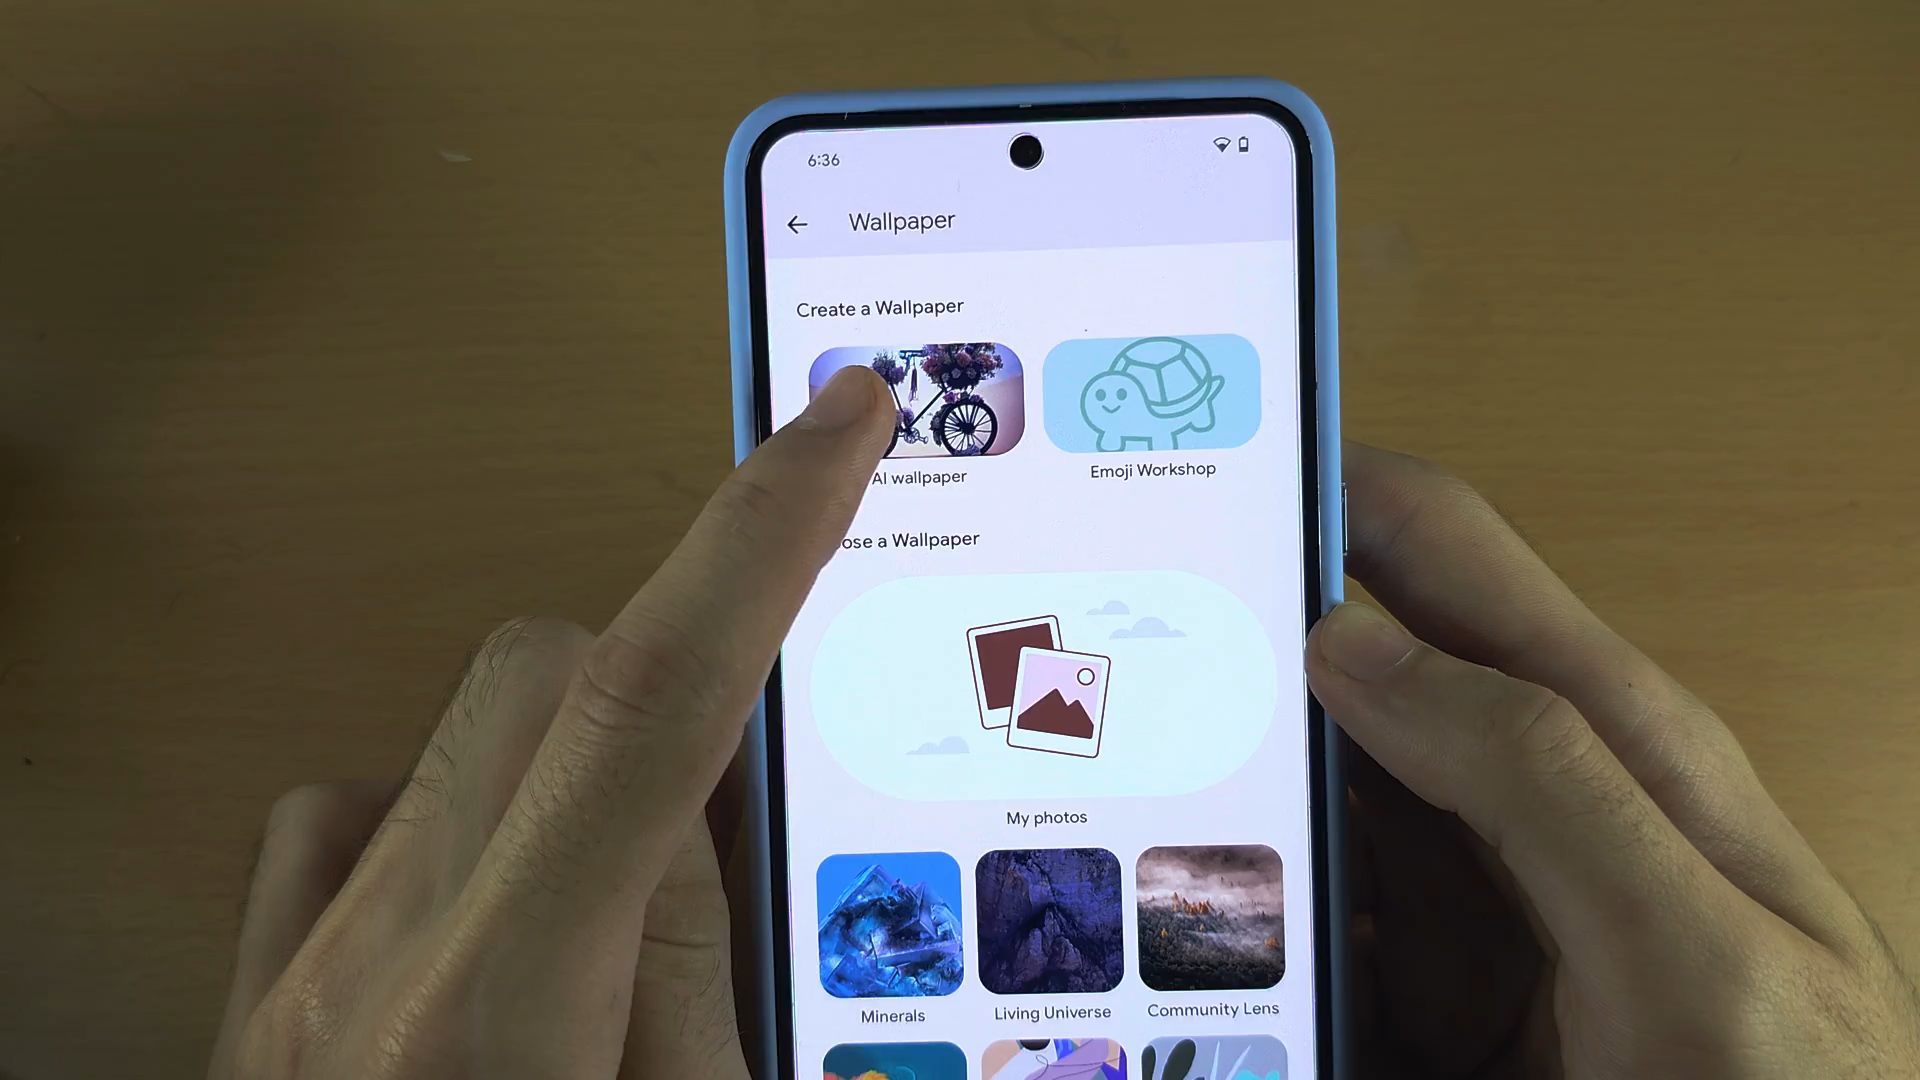 6:36
Wallpaper
Create a Wallpaper
AI wallpaper
Emoji Workshop
ose a Wallpaper
My photos
Minerals
Living Universe
Community Lens